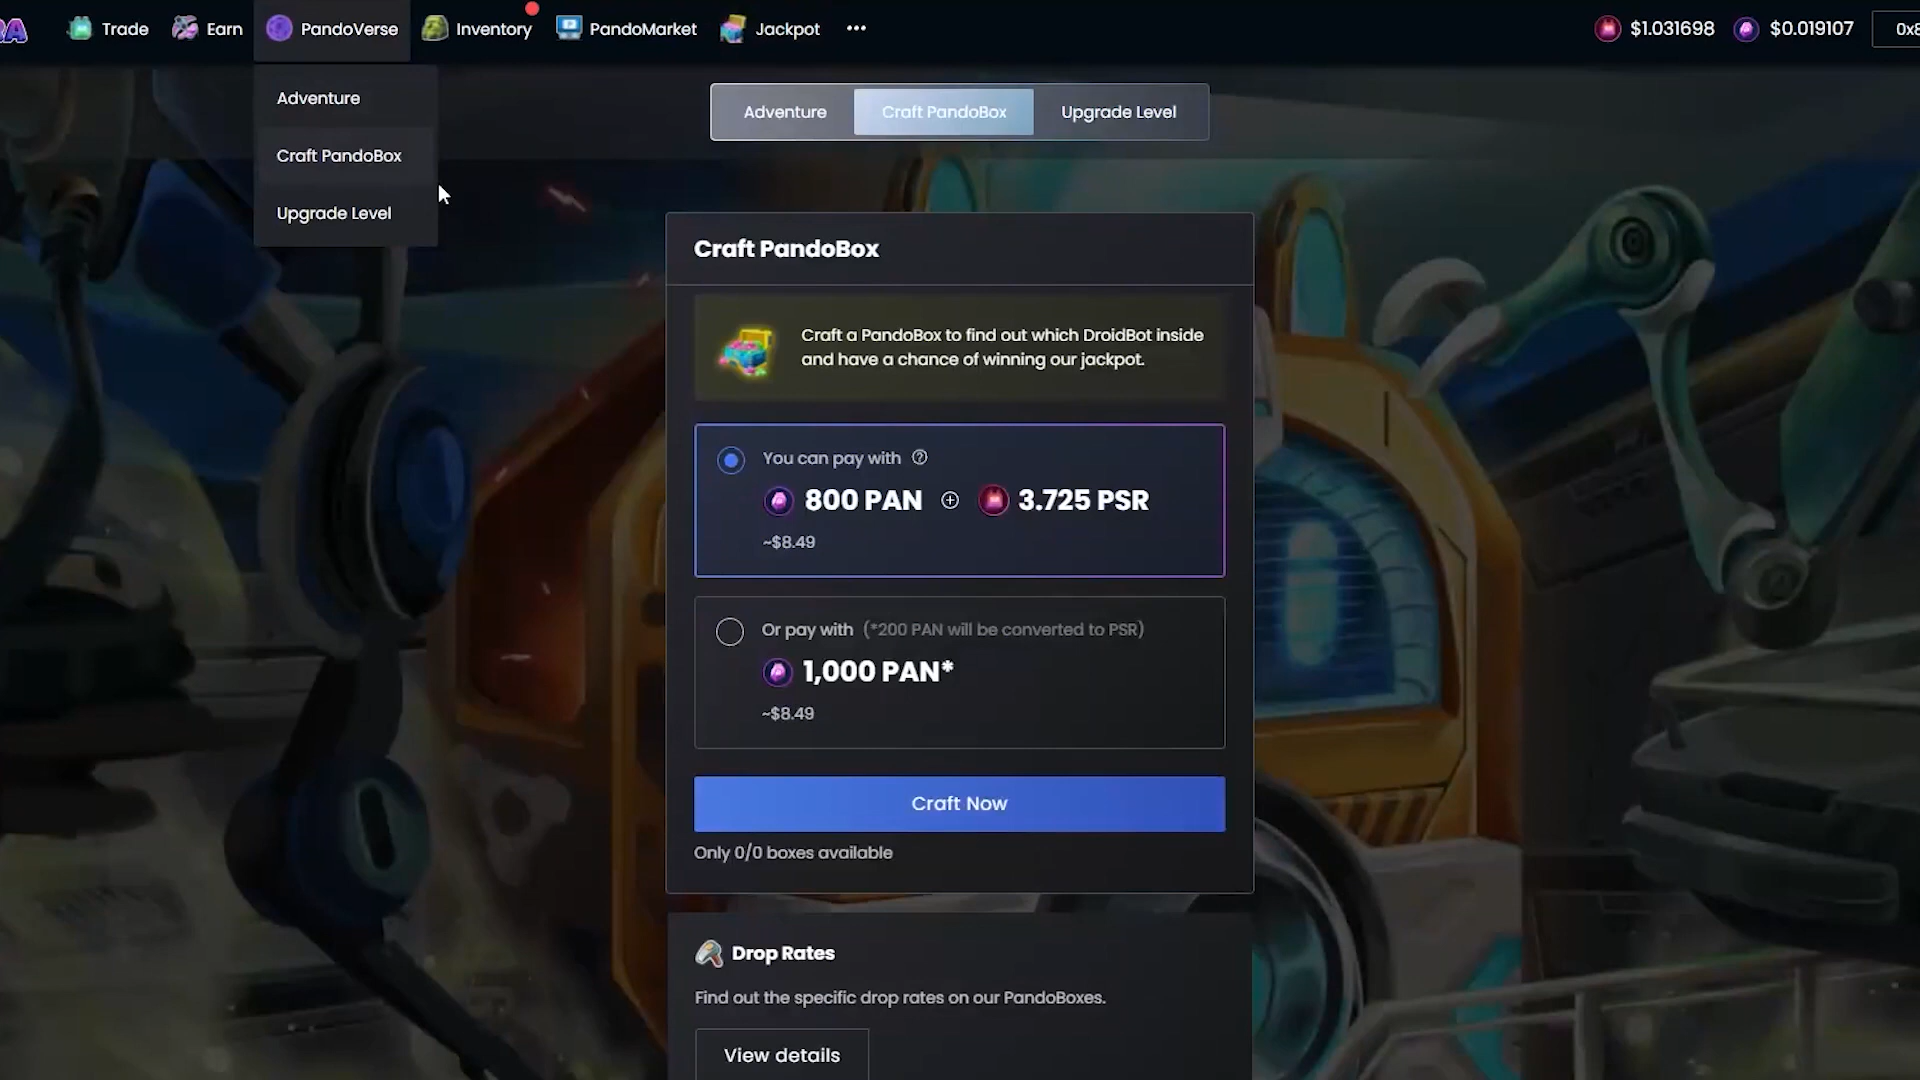 Trade
Earn
PandoVerse
Inventory
PandoMarket
Jackpot
•••
$1.031698
$0.019107
Adventure
Craft PandoBox
Upgrade Level
Adventure
Craft PandoBox
Upgrade Level
Craft PandoBox
Craft a PandoBox to find out which DroidBot inside
and have a chance of winning our jackpot.
You can pay with
800 PAN + 3.725 PSR
~$8.49
Or pay with (*200 PAN will be converted to PSR)
1,000 PAN*
~$8.49
Craft Now
Only 0/0 boxes available
Drop Rates
Find out the specific drop rates on our PandoBoxes.
View details